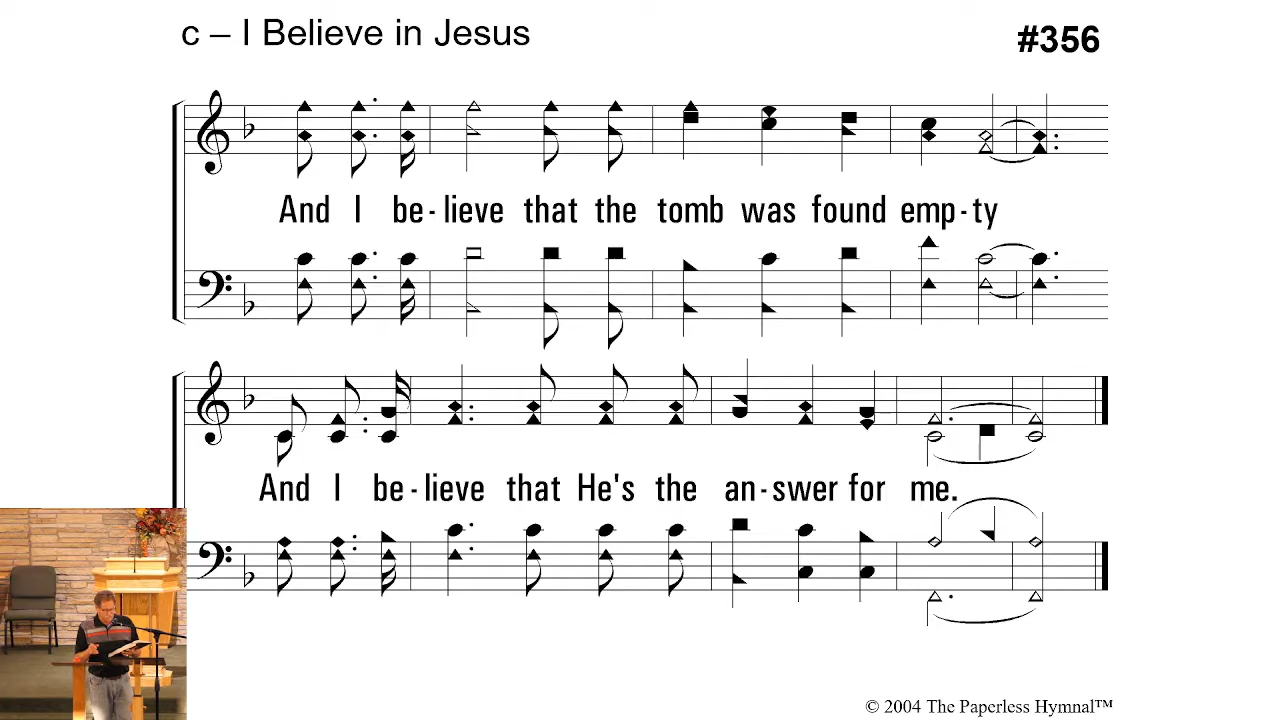 c – I Believe in Jesus
#356
And I be-lieve that the tomb was found emp-ty
And I be-lieve that He's the an-swer for me.
© 2004 The Paperless Hymnal™